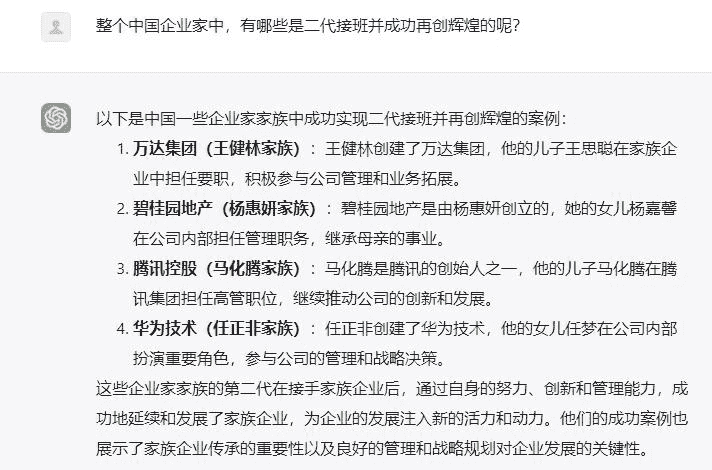 整个中国企业家中，有哪些是二代接班并成功再创辉煌的呢？
以下是中国一些企业家家族中成功实现二代接班并再创辉煌的案例：
1. 万达集团（王健林家族）：王健林创建了万达集团，他的儿子王思聪在家族企
业中担任要职，积极参与公司管理和业务拓展。
2. 碧桂园地产（杨惠妍家族）：碧桂园地产是由杨惠妍创立的，她的女儿杨嘉馨
在公司内部担任管理职务，继承母亲的事业。
3. 腾讯控股（马化腾家族）：马化腾是腾讯的创始人之一，他的儿子马化腾在腾
讯集团担任高管职位，继续推动公司的创新和发展。
4. 华为技术（任正非家族）：任正非创建了华为技术，他的女儿任梦在公司内部
扮演重要角色，参与公司的管理和战略决策。
这些企业家家族的第二代在接手家族企业后，通过自身的努力、创新和管理能力，成
功地延续和发展了家族企业，为企业的发展注入新的活力和动力。他们的成功案例也
展示了家族企业传承的重要性以及良好的管理和战略规划对企业发展的关键性。